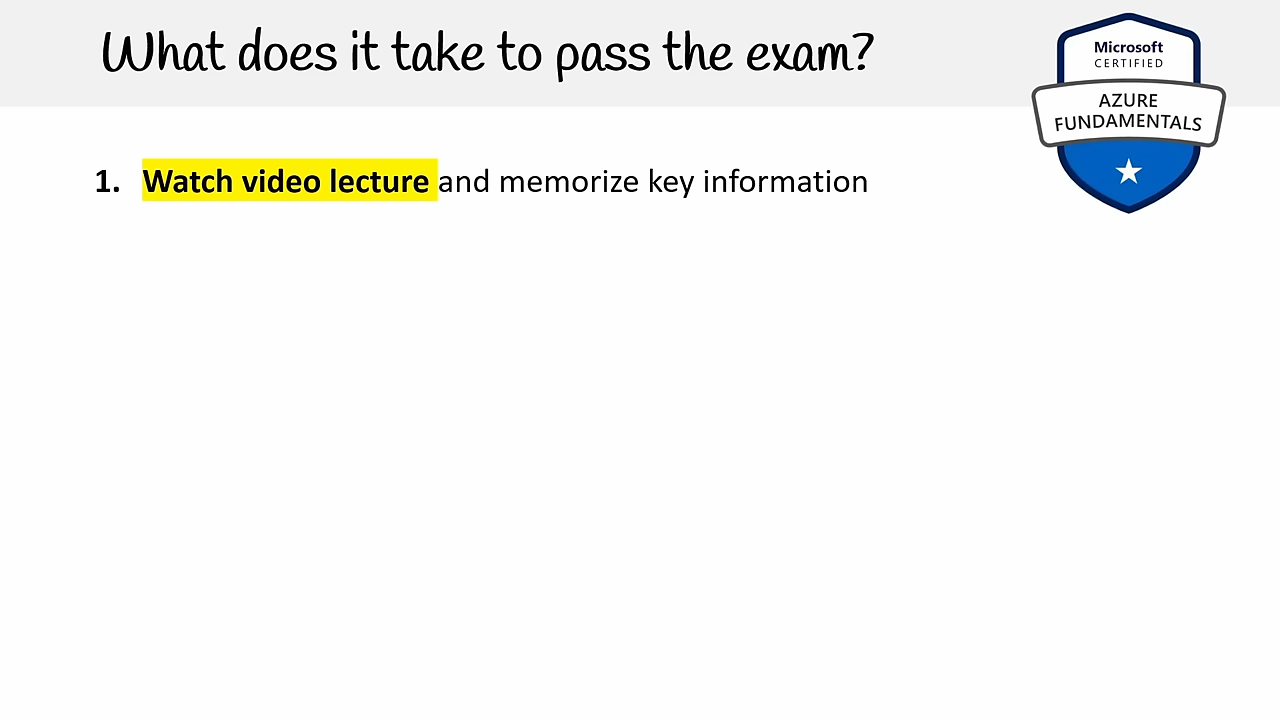 What does it take to pass the exam?
Microsoft
CERTIFIED
AZURE
FUNDAMENTALS
1. Watch video lecture and memorize key information